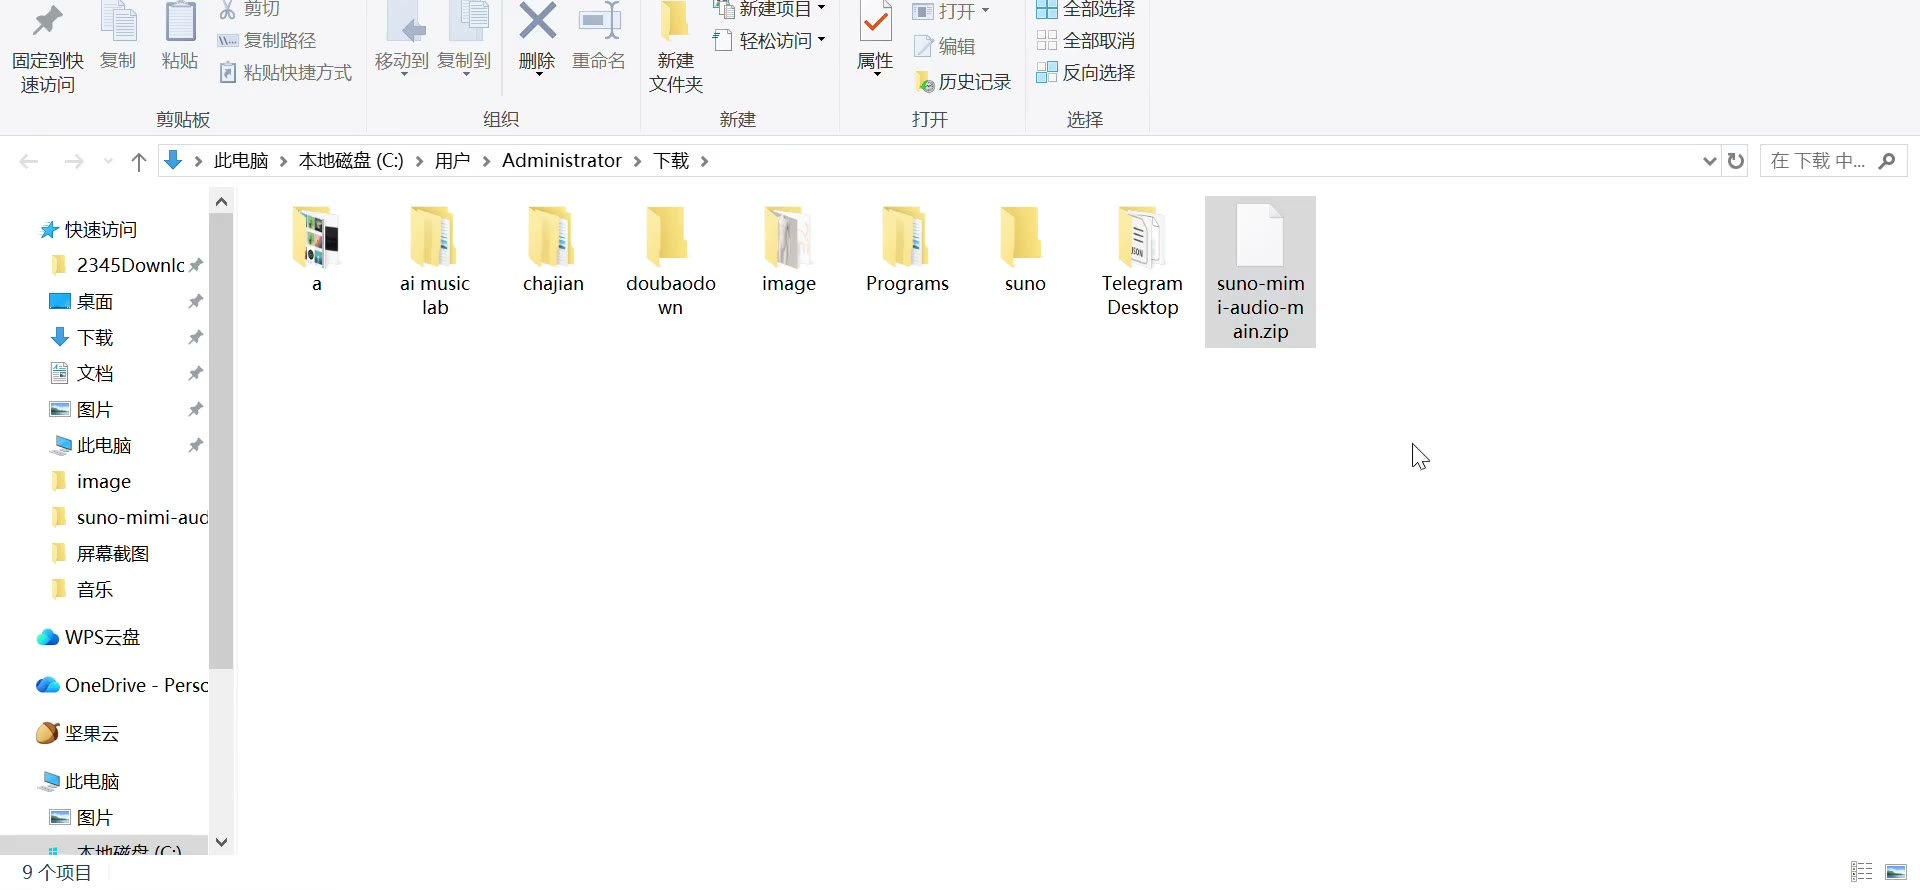 剪切
新建项目
打开
全部选择
复制路径
轻松访问
编辑
全部取消
固定到快
速访问
复制
粘贴
粘贴快捷方式
移动到
复制到
删除
重命名
新建
文件夹
属性
历史记录
反向选择
剪贴板
组织
新建
打开
选择
此电脑 > 本地磁盘 (C:) > 用户 > Administrator > 下载 >
在 下载 中...
快速访问
2345Downlc
桌面
下载
文档
图片
此电脑
image
suno-mimi-aud
屏幕截图
音乐
WPS云盘
OneDrive - Perso
坚果云
此电脑
图片
本地磁盘 (C:)
a
ai music
lab
chajian
doubaodo
wn
image
Programs
suno
Telegram
Desktop
suno-mim
i-audio-m
ain.zip
JSON
9 个项目